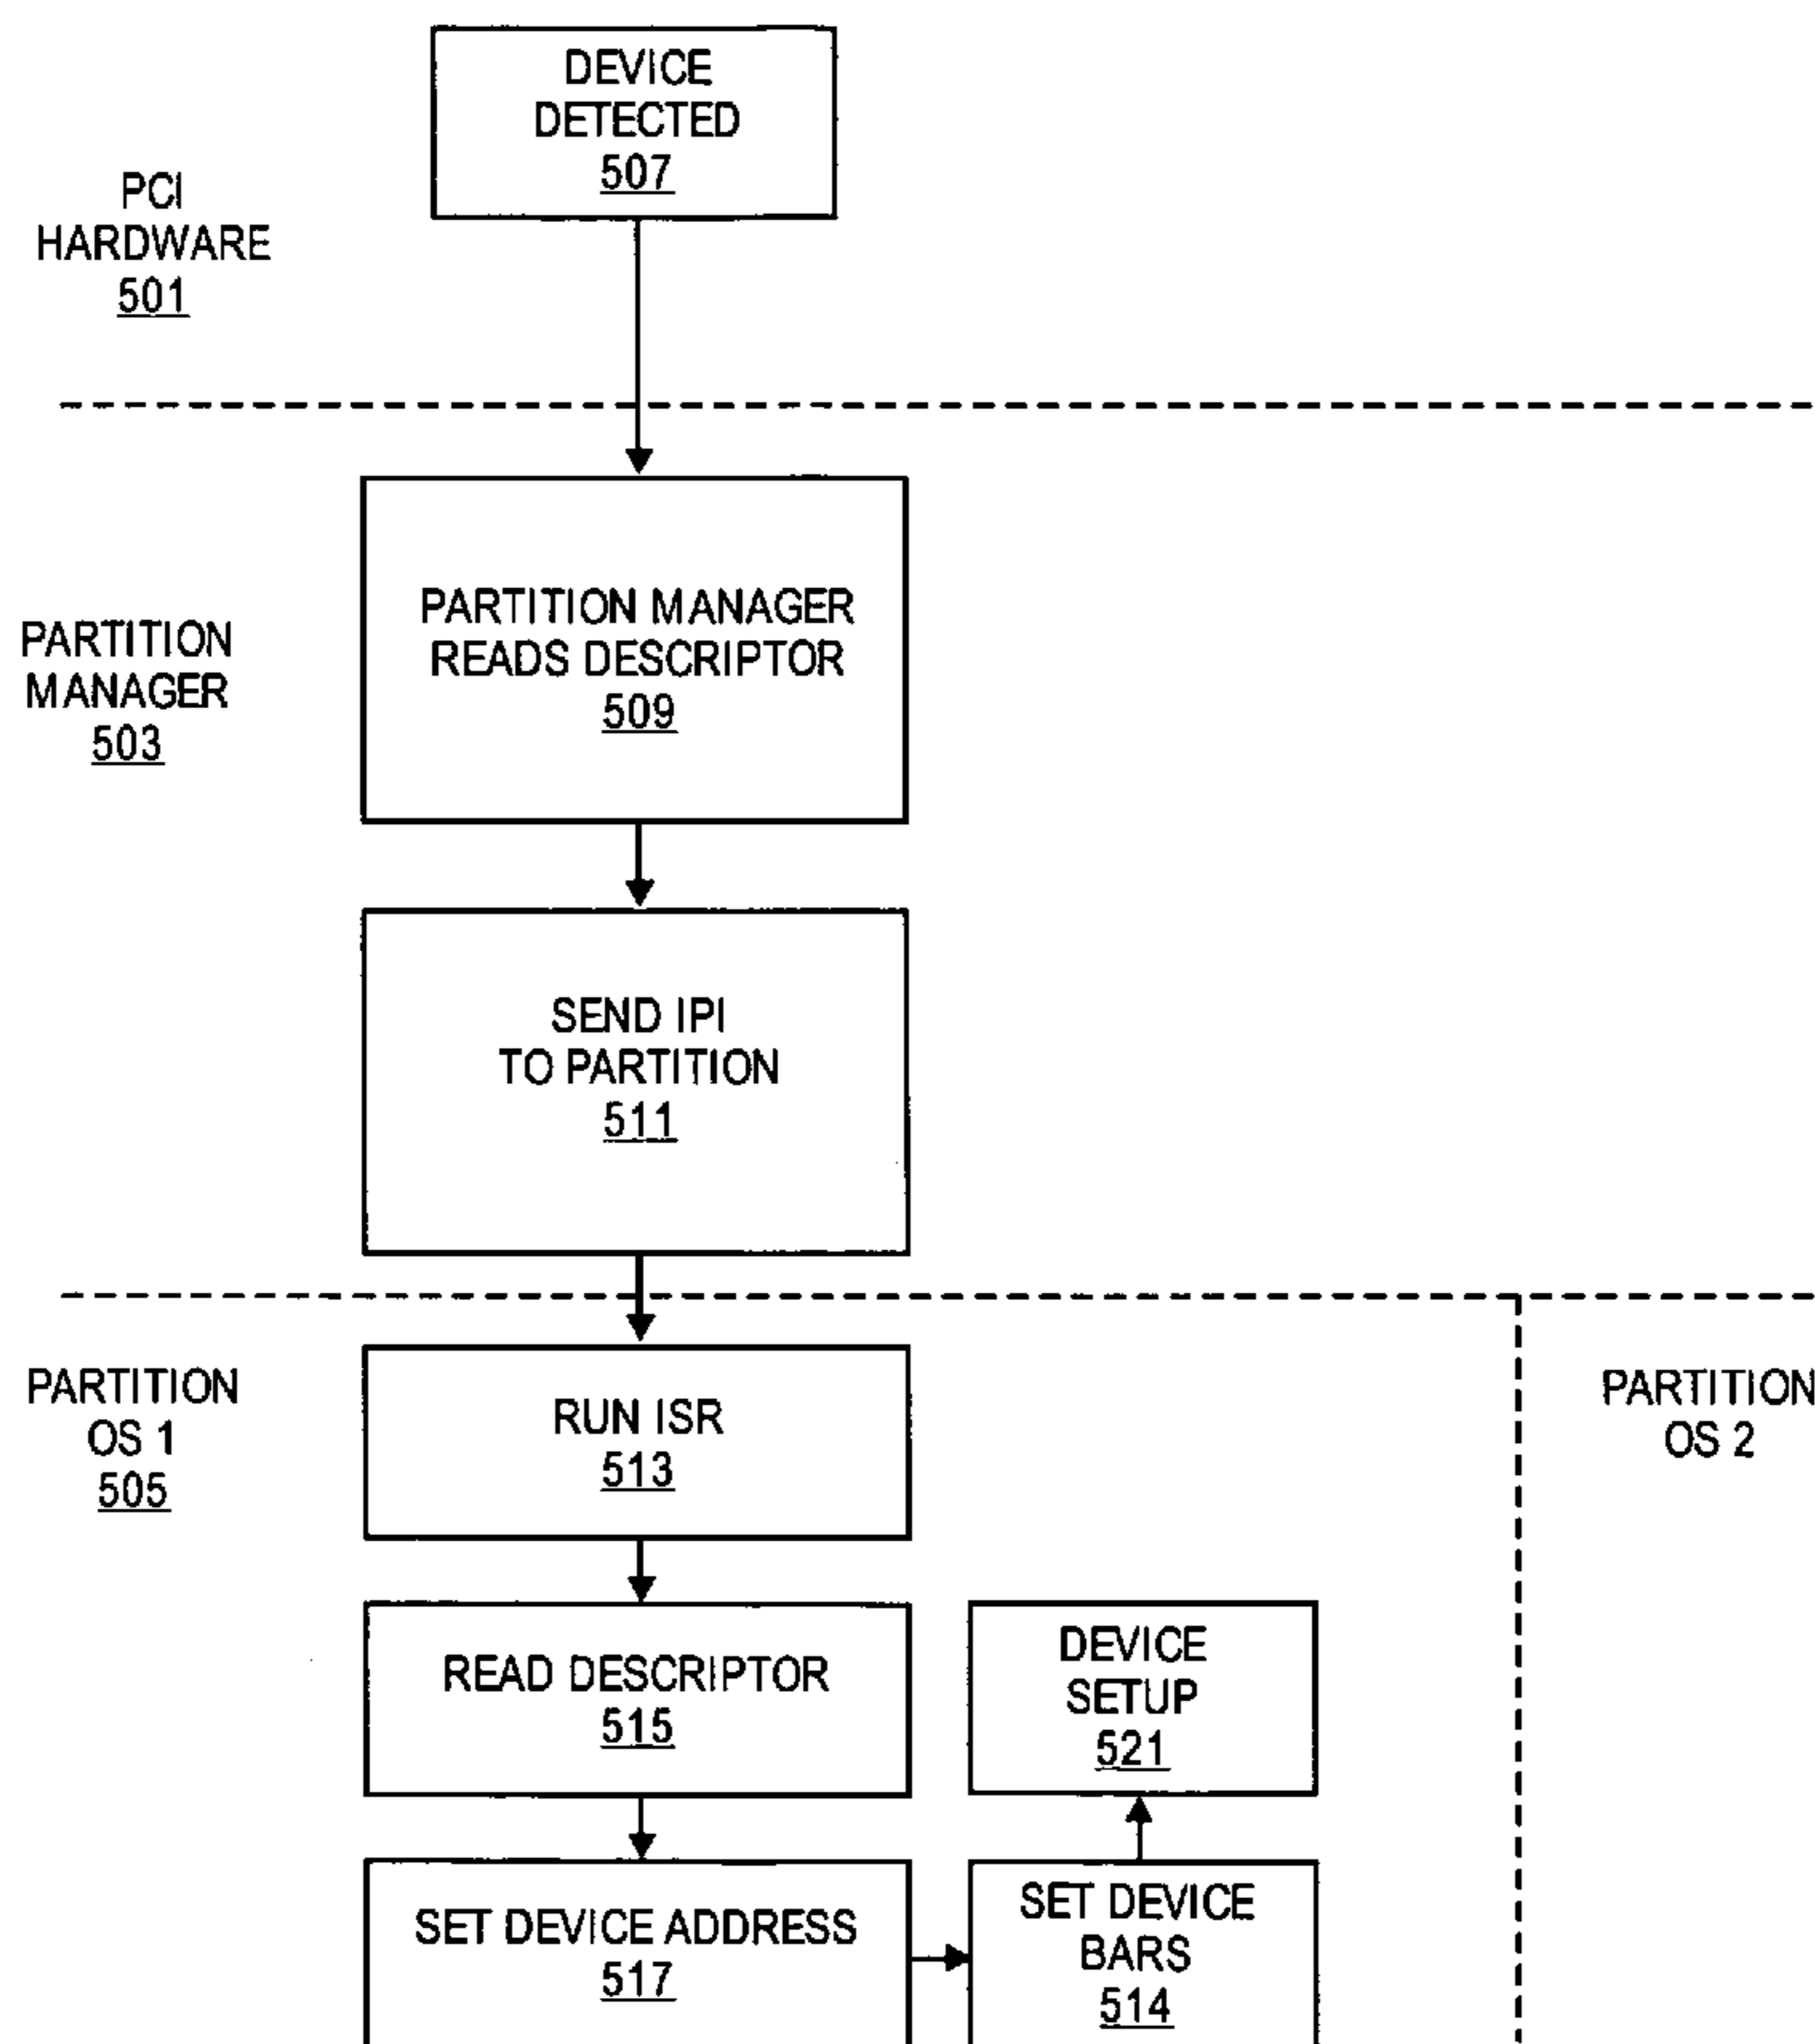 DEVICE
DETECTED
507
PCI
HARDWARE
501
PARTITION MANAGER
READS DESCRIPTOR
509
PARTITION
MANAGER
503
SEND IPI
TO PARTITION
511
PARTITION
OS 1
505
RUN ISR
513
PARTITION
OS 2
READ DESCRIPTOR
515
DEVICE
SETUP
521
SET DEVICE ADDRESS
517
SET DEVICE
BARS
514